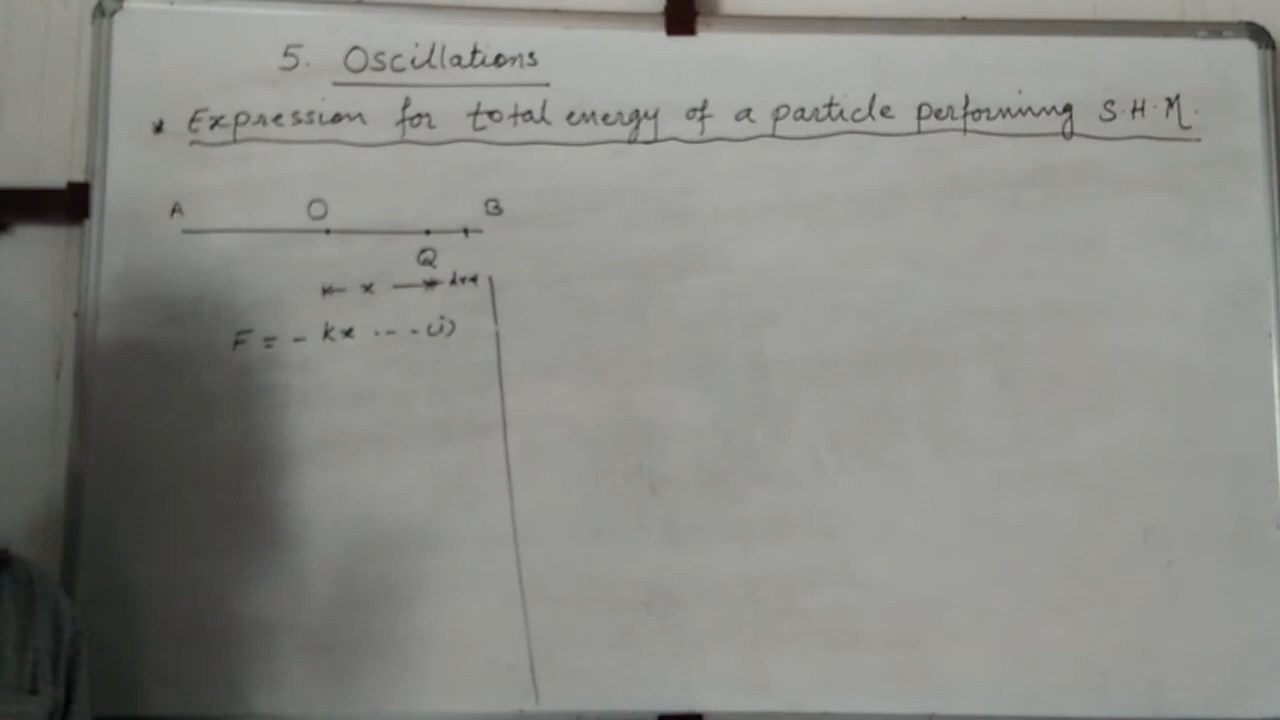 5. Oscillations
* Expression for total energy of a particle performing S.H.M.
A O B
Q
x dx
F = - kx ---- (i)